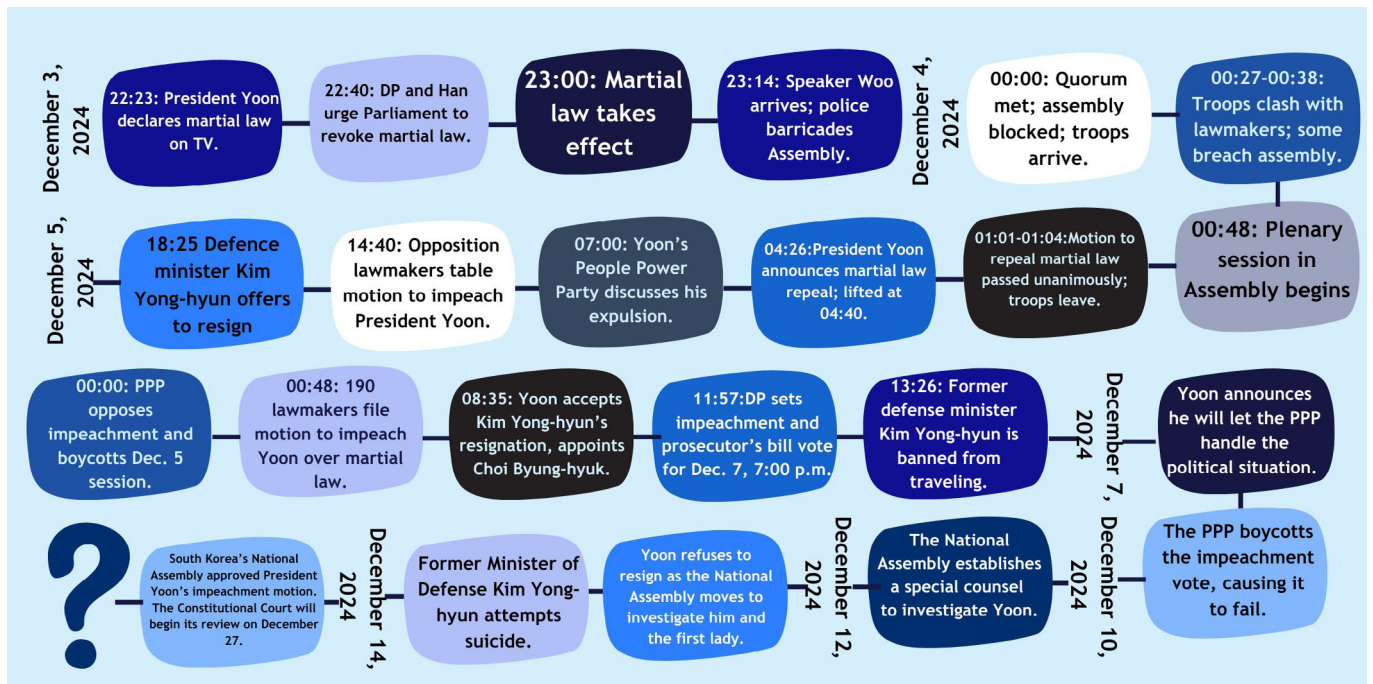 December 3,
2024
22:23: President Yoon
declares martial law
on TV.
22:40: DP and Han
urge Parliament to
revoke martial law.
23:00: Martial
law takes
effect
23:14: Speaker Woo
arrives; police
barricades
Assembly.
December 4,
2024
00:00: Quorum
met; assembly
blocked; troops
arrive.
00:27-00:38:
Troops clash with
lawmakers; some
breach assembly.
00:48: Plenary
session in
Assembly begins
01:01-01:04:Motion to
repeal martial law
passed unanimously;
troops leave.
04:26:President Yoon
announces martial law
repeal; lifted at
04:40.
07:00: Yoon’s
People Power
Party discusses his
expulsion.
14:40: Opposition
lawmakers table
motion to impeach
President Yoon.
18:25 Defence
minister Kim
Yong-hyun offers
to resign
December 5,
2024
00:00: PPP
opposes
impeachment and
boycotts Dec. 5
session.
00:48: 190
lawmakers file
motion to impeach
Yoon over martial
law.
08:35: Yoon accepts
Kim Yong-hyun’s
resignation, appoints
Choi Byung-hyuk.
11:57:DP sets
impeachment and
prosecutor’s bill vote
for Dec. 7, 7:00 p.m.
13:26: Former
defense minister
Kim Yong-hyun is
banned from
traveling.
December 7,
2024
Yoon announces
he will let the PPP
handle the
political situation.
The PPP boycotts
the impeachment
vote, causing it
to fail.
December 10,
2024
The National
Assembly establishes
a special counsel
to investigate Yoon.
December 12,
2024
Yoon refuses to
resign as the National
Assembly moves to
investigate him and
the first lady.
Former Minister of
Defense Kim Yong-
hyun attempts
suicide.
December 14,
2024
South Korea’s National
Assembly approved President
Yoon’s impeachment motion.
The Constitutional Court will
begin its review on December
27.
?